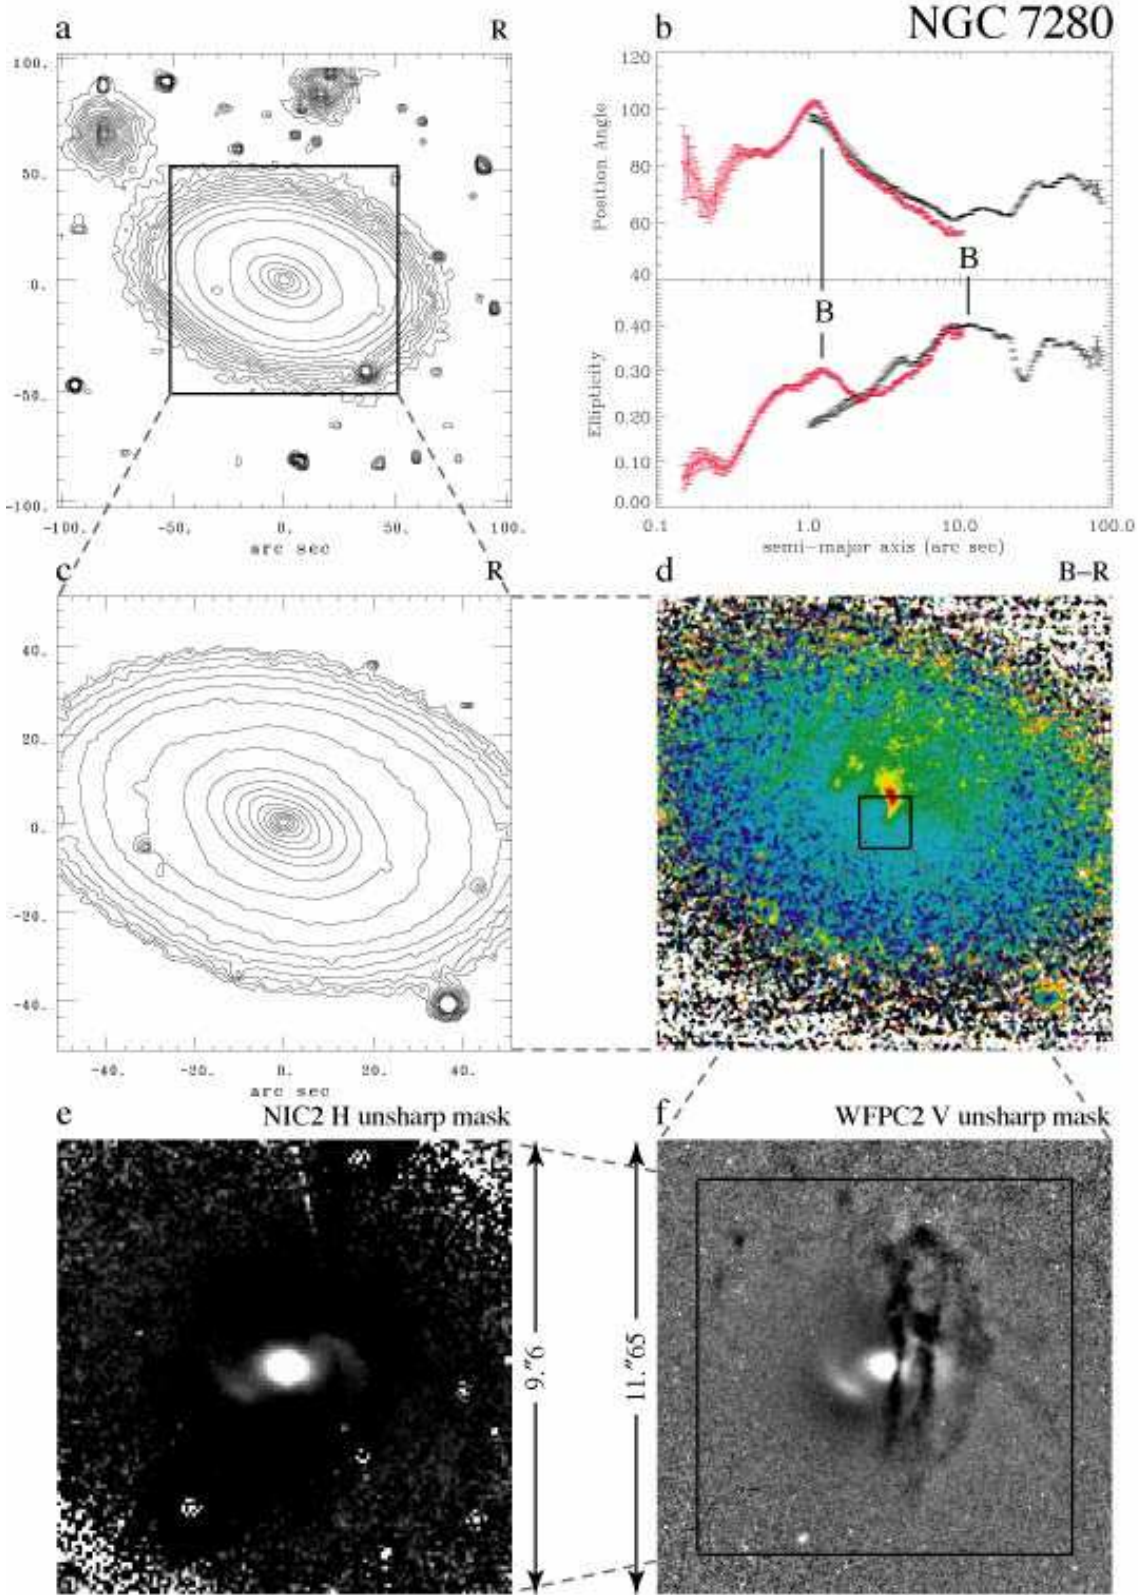 NGC 7280
a R
100.
50.
0.
-50.
-100.
-100. -50. 0. 50. 100.
arc sec
b
120
100
80
60
40
Position Angle
B
B
0.40
0.30
0.20
0.10
0.00
Ellipticity
0.1 1.0 10.0 100.0
semi-major axis (arc sec)
c R
40.
20.
0.
-20.
-40.
-40. -20. 0. 20. 40.
arc sec
d B-R
e NIC2 H unsharp mask
9."6
11."65
f WFPC2 V unsharp mask